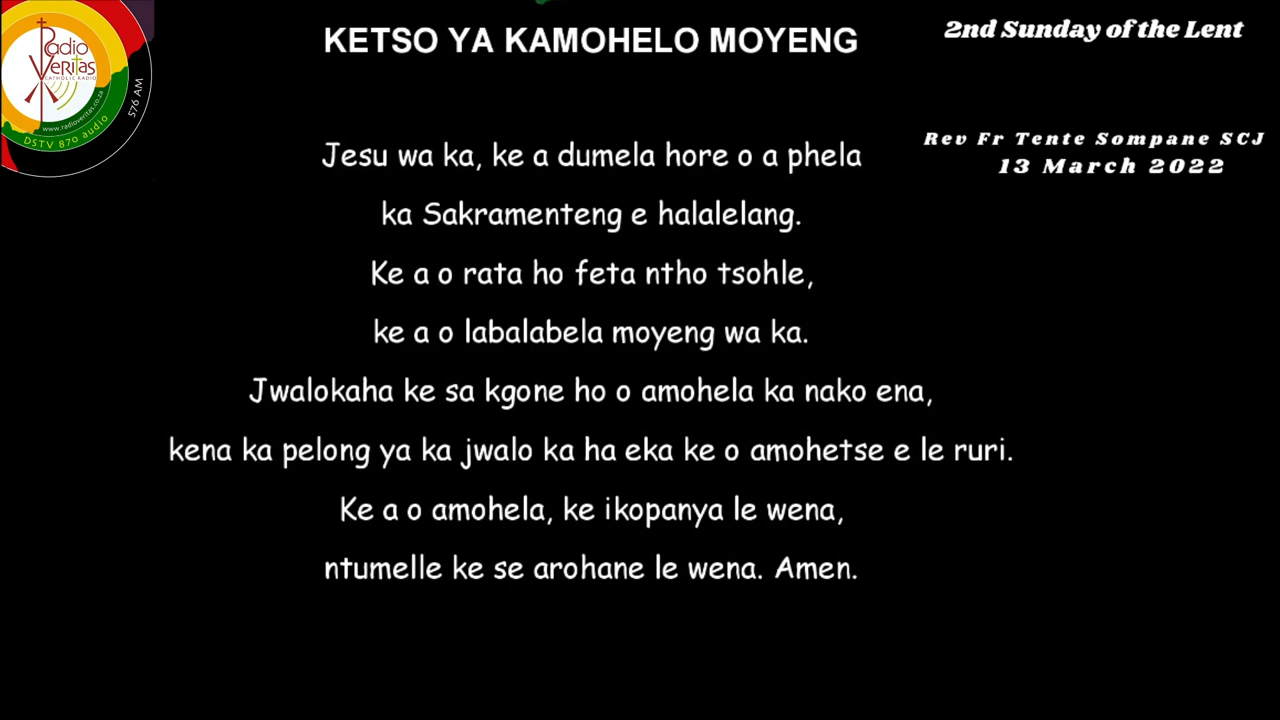 Radio
Veritas
CATHOLIC RADIO
www.radioveritas.co.za
DSTV 870 audio
576 AM
KETSO YA KAMOHELO MOYENG
2nd Sunday of the Lent
Rev Fr Tente Sompane SCJ
13 March 2022
Jesu wa ka, ke a dumela hore o a phela
ka Sakramenteng e halalelang.
Ke a o rata ho feta ntho tsohle,
ke a o labalabela moyeng wa ka.
Jwalokaha ke sa kgone ho o amohela ka nako ena,
kena ka pelong ya ka jwalo ka ha eka ke o amohetse e le ruri.
Ke a o amohela, ke ikopanya le wena,
ntumelle ke se arohane le wena. Amen.